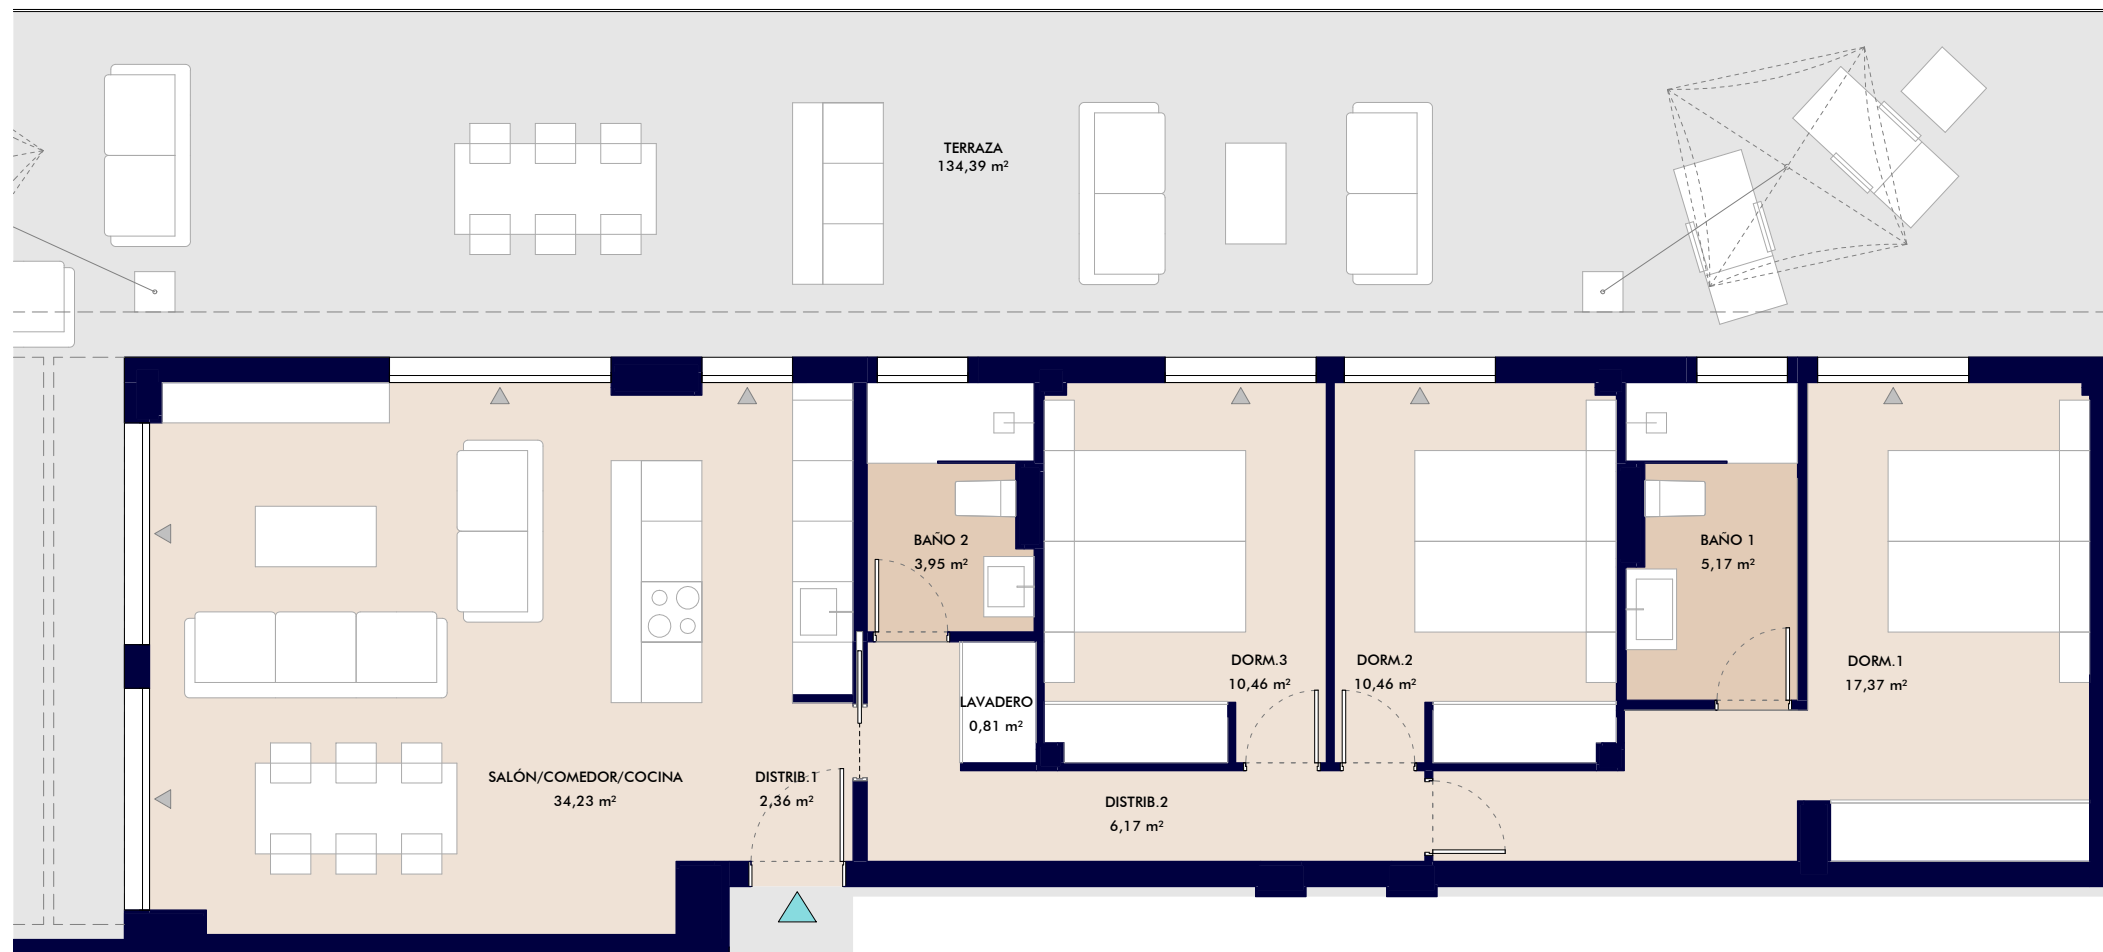 TERRAZA
134,39 m²
BAÑO 2
3,95 m²
BAÑO 1
5,17 m²
DORM.3
10,46 m²
DORM.2
10,46 m²
DORM.1
17,37 m²
LAVADERO
0,81 m²
SALÓN/COMEDOR/COCINA
34,23 m²
DISTRIB.1
2,36 m²
DISTRIB.2
6,17 m²